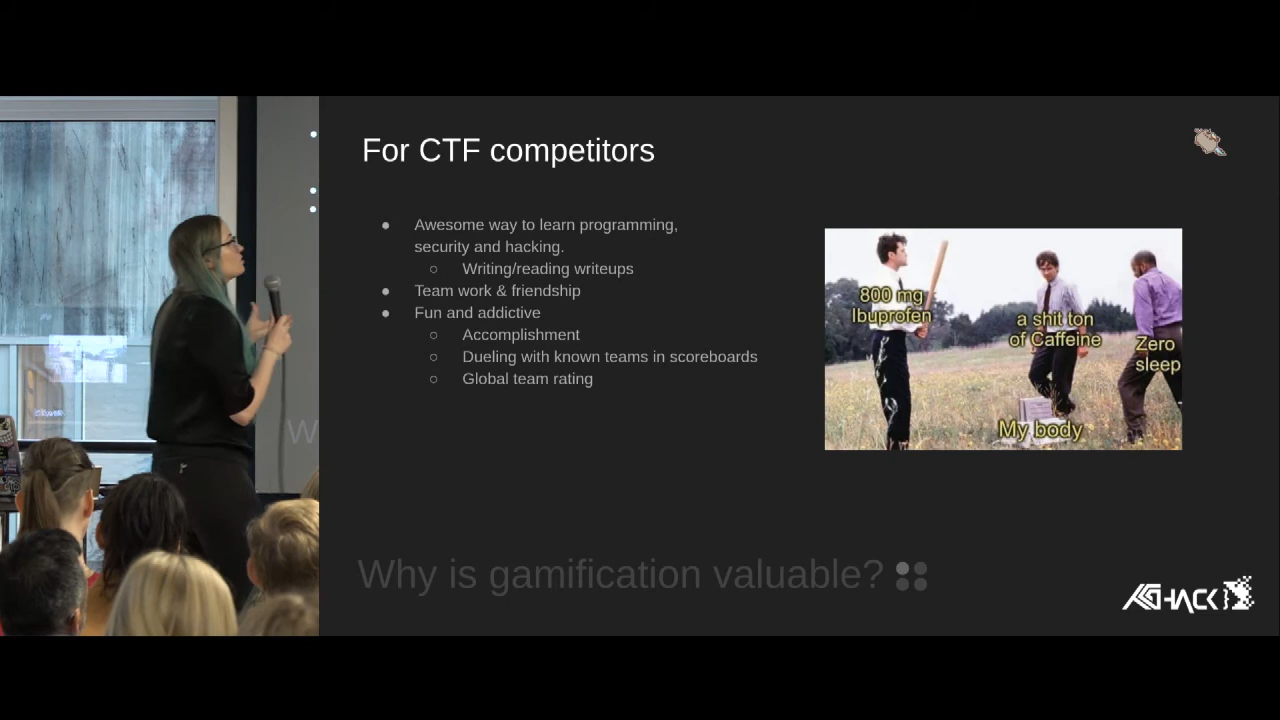 For CTF competitors
Awesome way to learn programming,
security and hacking.
Writing/reading writeups
Team work & friendship
Fun and addictive
Accomplishment
Dueling with known teams in scoreboards
Global team rating
800 mg
Ibuprofen
a shit ton
of Caffeine
Zero
sleep
My body
W
Why is gamification valuable?